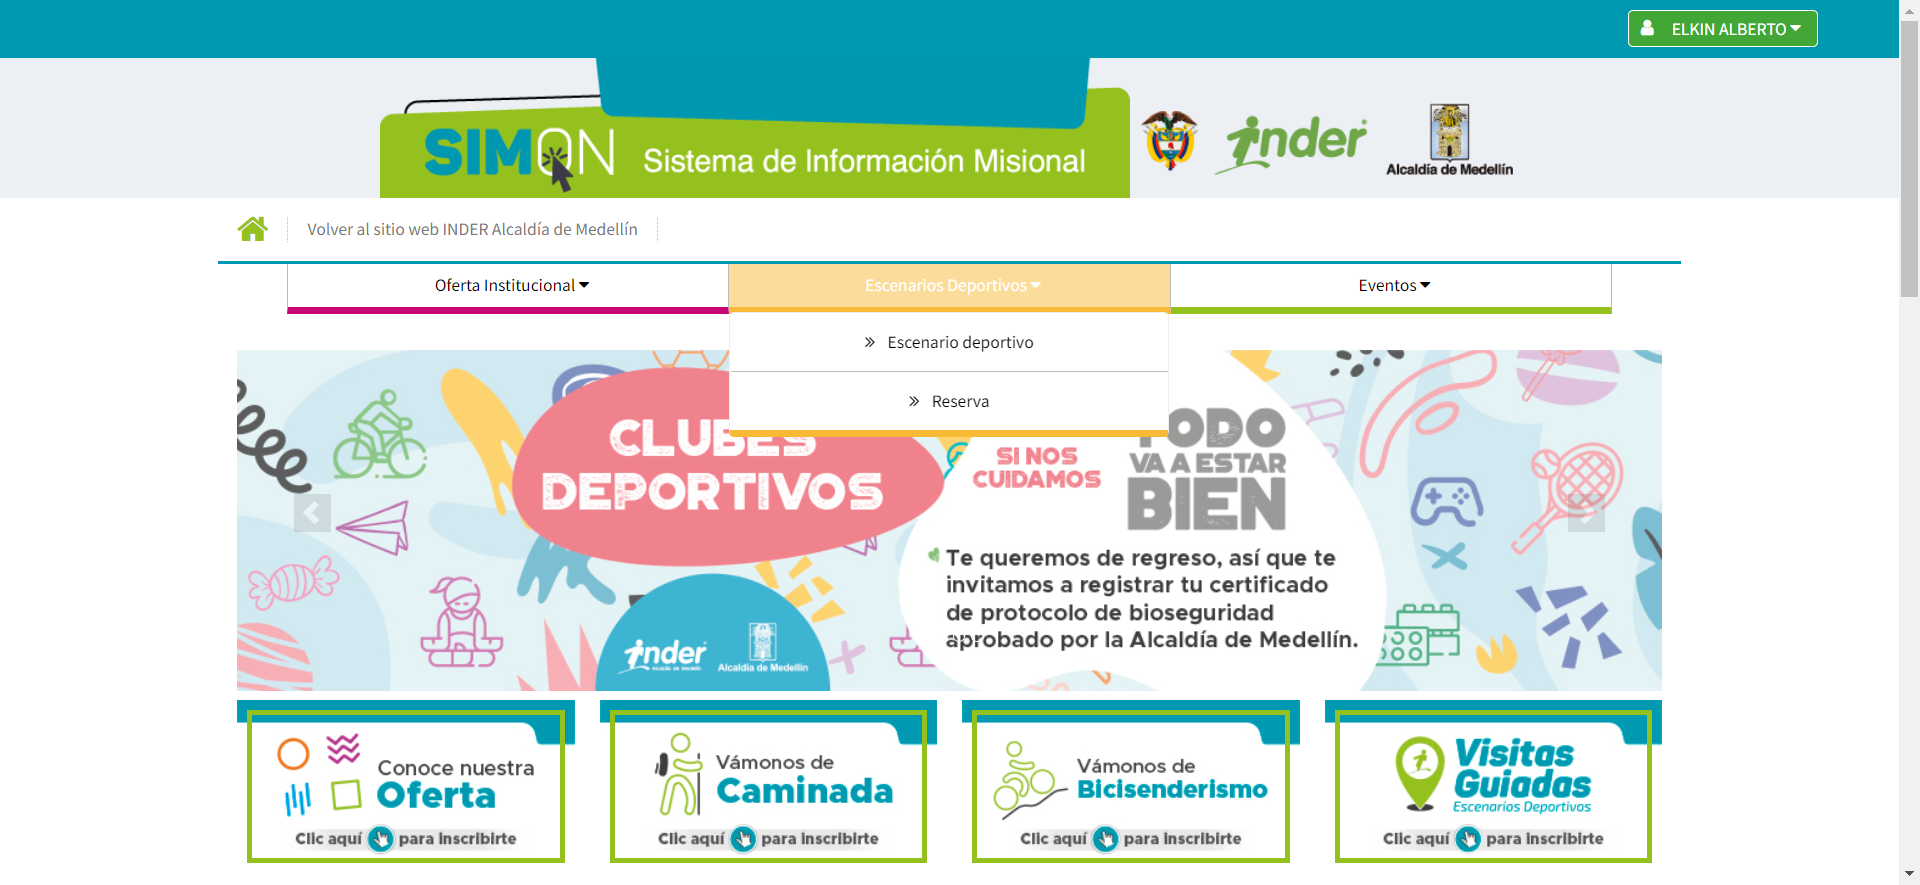 ELKIN ALBERTO
SIMON Sistema de Información Misional
inder
Alcaldía de Medellín
Volver al sitio web INDER Alcaldía de Medellín
Oferta Institucional
Escenarios Deportivos
Eventos
Escenario deportivo
Reserva
CLUBES
DEPORTIVOS
SI NOS
CUIDAMOS
TODO
VA A ESTAR
BIEN
Te queremos de regreso, así que te
invitamos a registrar tu certificado
de protocolo de bioseguridad
aprobado por la Alcaldía de Medellín.
inder
Alcaldía de Medellín
Alcaldía de Medellín
Conoce nuestra
Oferta
Clic aquí para inscribirte
Vámonos de
Caminada
Clic aquí para inscribirte
Vámonos de
Bicisenderismo
Clic aquí para inscribirte
Visitas
Guiadas
Escenarios Deportivos
Clic aquí para inscribirte